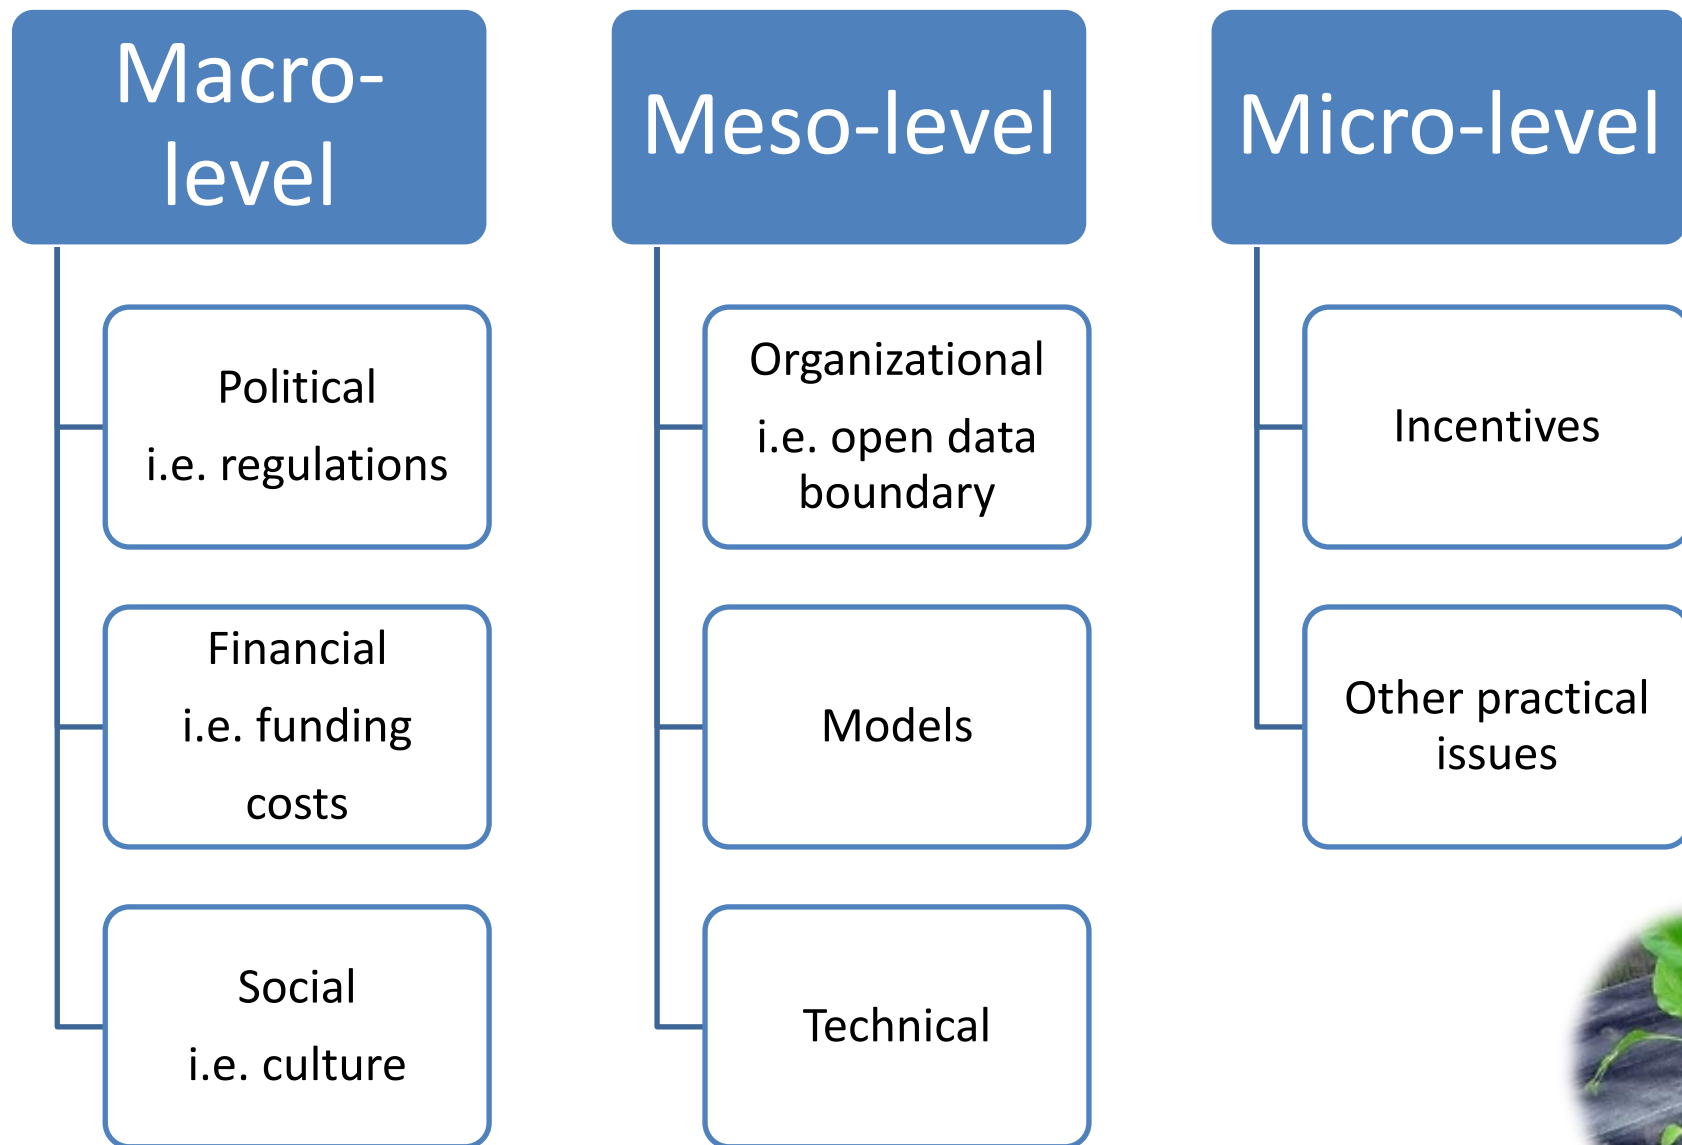 Macro-
level
Political
i.e. regulations
Financial
i.e. funding
costs
Social
i.e. culture
Meso-level
Organizational
i.e. open data
boundary
Models
Technical
Micro-level
Incentives
Other practical
issues